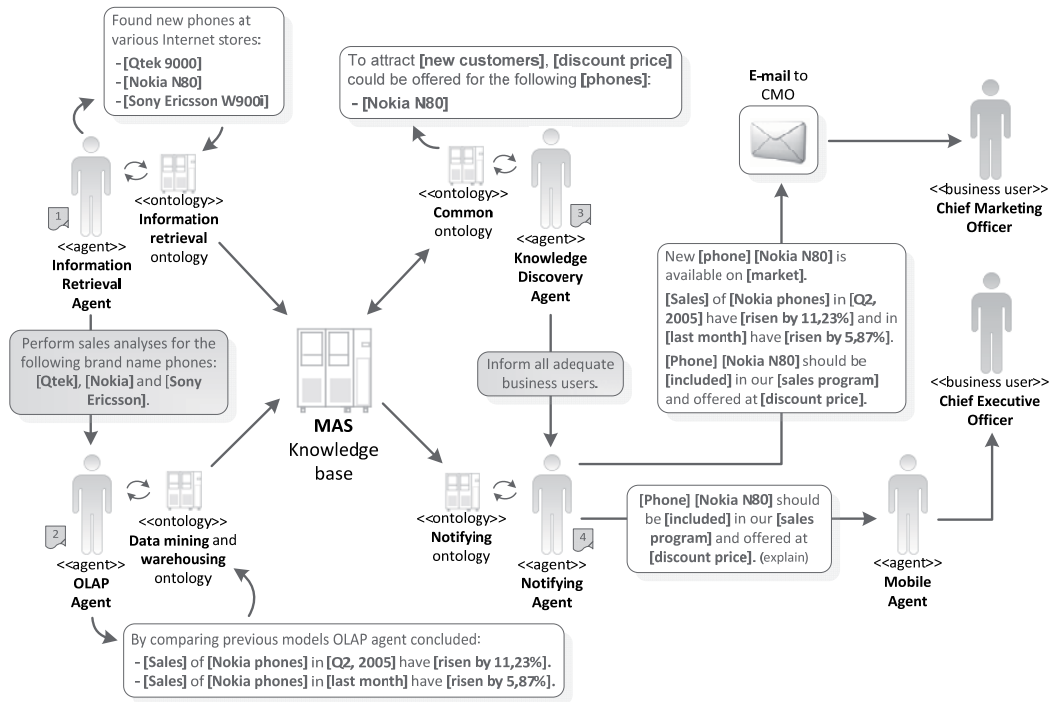 Found new phones at
various Internet stores:
- [Qtek 9000]
- [Nokia N80]
- [Sony Ericsson W900i]
1
<<agent>>
Information
Retrieval
Agent
<<ontology>>
Information
retrieval
ontology
To attract [new customers], [discount price]
could be offered for the following [phones]:
- [Nokia N80]
<<ontology>>
Common
ontology
3
<<agent>>
Knowledge
Discovery
Agent
E-mail to
CMO
<<business user>>
Chief Marketing
Officer
Perform sales analyses for the
following brand name phones:
[Qtek], [Nokia] and [Sony
Ericsson].
MAS
Knowledge
base
Inform all adequate
business users.
New [phone] [Nokia N80] is
available on [market].
[Sales] of [Nokia phones] in [Q2,
2005] have [risen by 11,23%] and in
[last month] have [risen by 5,87%].
[Phone] [Nokia N80] should be
[included] in our [sales program]
and offered at [discount price].
<<business user>>
Chief Executive
Officer
2
<<agent>>
OLAP
Agent
<<ontology>>
Data mining and
warehousing
ontology
<<ontology>>
Notifying
ontology
4
<<agent>>
Notifying
Agent
[Phone] [Nokia N80] should
be [included] in our [sales
program] and offered at
[discount price]. (explain)
<<agent>>
Mobile
Agent
By comparing previous models OLAP agent concluded:
- [Sales] of [Nokia phones] in [Q2, 2005] have [risen by 11,23%].
- [Sales] of [Nokia phones] in [last month] have [risen by 5,87%].